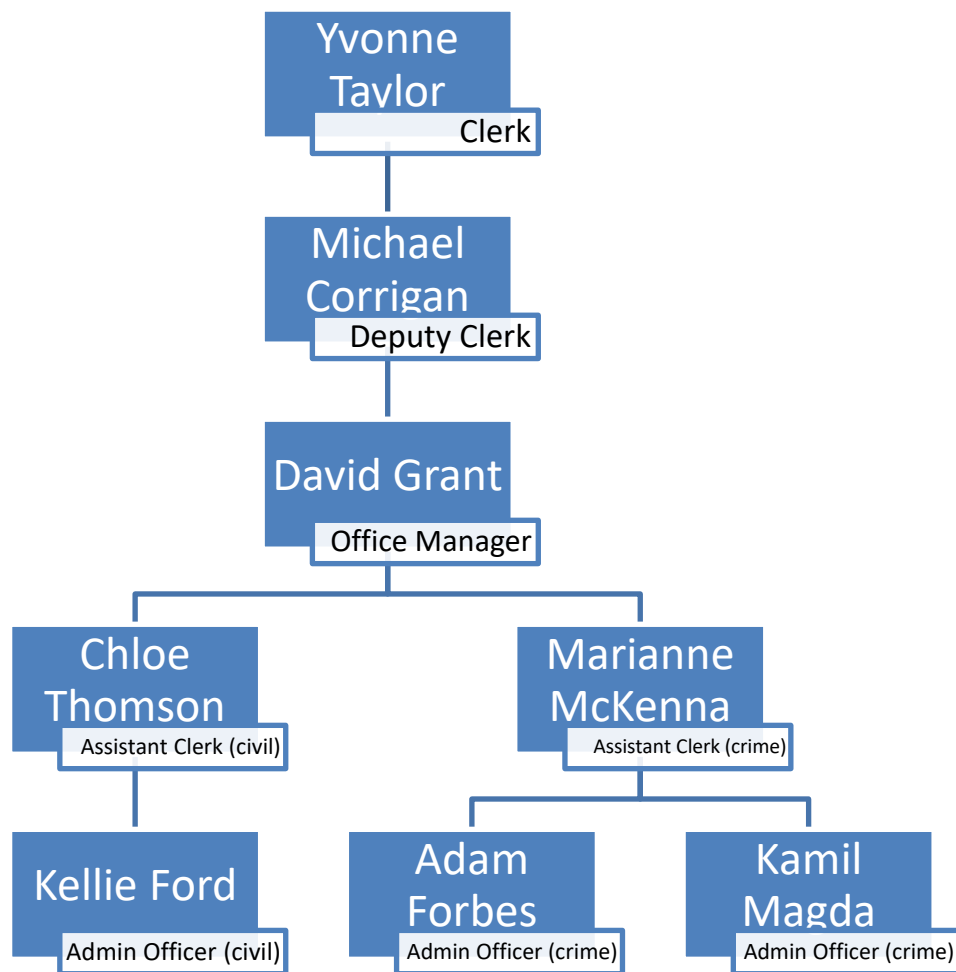 Yvonne
Taylor
Clerk
Michael
Corrigan
Deputy Clerk
David Grant
Office Manager
Chloe
Thomson
Assistant Clerk (civil)
Marianne
McKenna
Assistant Clerk (crime)
Kellie Ford
Admin Officer (civil)
Adam
Forbes
Admin Officer (crime)
Kamil
Magda
Admin Officer (crime)